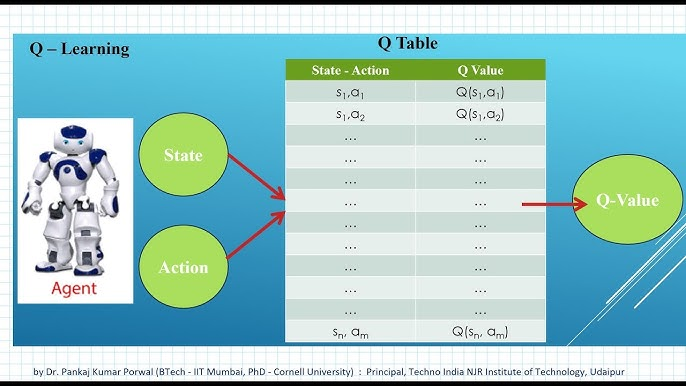 Q – Learning
Q Table
State - Action Q Value
s₁,a₁ Q(s₁,a₁)
s₁,a₂ Q(s₁,a₂)
... ...
... ...
... ...
... ...
... ...
... ...
... ...
... ...
... ...
sₙ, aₘ Q(sₙ, aₘ)
State
Action
Agent
Q-Value
by Dr. Pankaj Kumar Porwal (BTech - IIT Mumbai, PhD - Cornell University) : Principal, Techno India NJR Institute of Technology, Udaipur